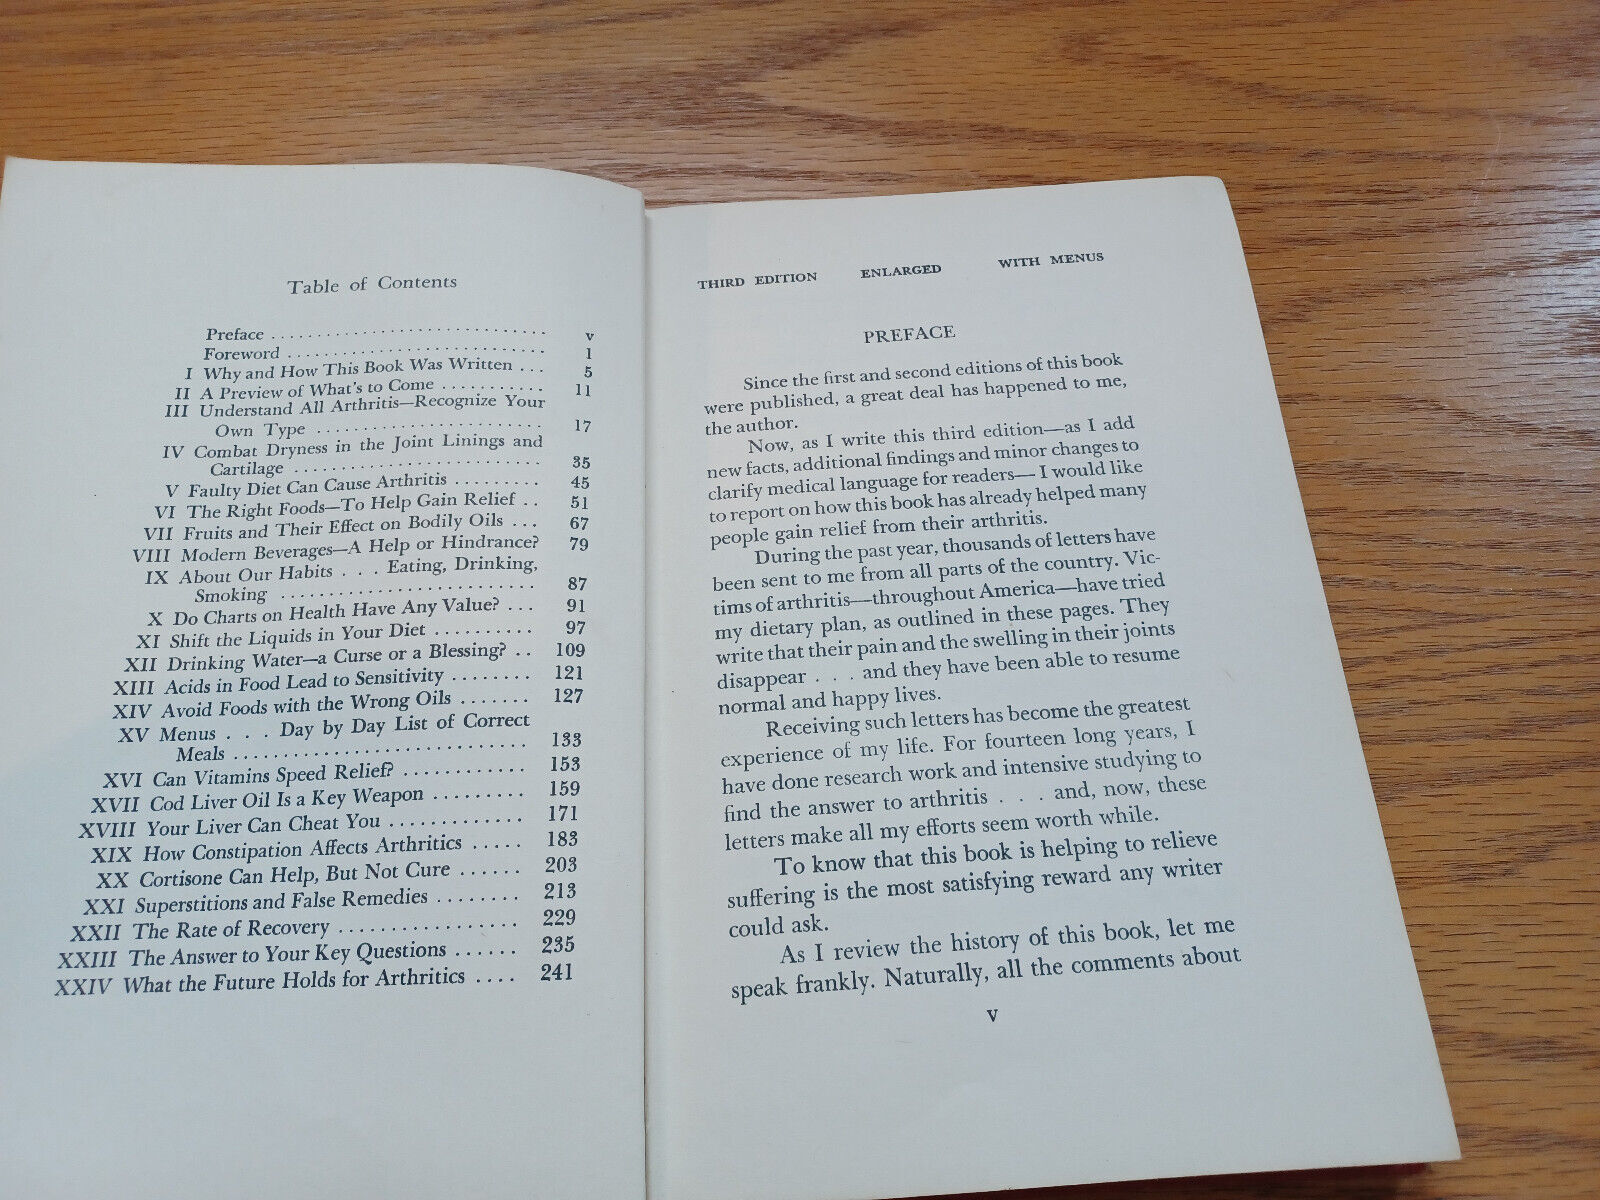 Table of Contents
Preface . . . . . . . . . . . . . . . . . . . . . . . . . . . . . . v
Foreword . . . . . . . . . . . . . . . . . . . . . . . . . . . . 1
I Why and How This Book Was Written . . . 5
II A Preview of What's to Come . . . . . . . . . . . 11
III Understand All Arthritis—Recognize Your
Own Type . . . . . . . . . . . . . . . . . . . . . . . . 17
IV Combat Dryness in the Joint Linings and
Cartilage . . . . . . . . . . . . . . . . . . . . . . . . . . 35
V Faulty Diet Can Cause Arthritis . . . . . . . . . 45
VI The Right Foods—To Help Gain Relief . . 51
VII Fruits and Their Effect on Bodily Oils . . . 67
VIII Modern Beverages—A Help or Hindrance? 79
IX About Our Habits . . . Eating, Drinking,
Smoking . . . . . . . . . . . . . . . . . . . . . . . . . 87
X Do Charts on Health Have Any Value? . . . 91
XI Shift the Liquids in Your Diet . . . . . . . . . . 97
XII Drinking Water—a Curse or a Blessing? . . 109
XIII Acids in Food Lead to Sensitivity . . . . . . . . 121
XIV Avoid Foods with the Wrong Oils . . . . . . . 127
XV Menus . . . Day by Day List of Correct
Meals . . . . . . . . . . . . . . . . . . . . . . . . . . . . 133
XVI Can Vitamins Speed Relief? . . . . . . . . . . . . 153
XVII Cod Liver Oil Is a Key Weapon . . . . . . . . . 159
XVIII Your Liver Can Cheat You . . . . . . . . . . . . . 171
XIX How Constipation Affects Arthritics . . . . . 183
XX Cortisone Can Help, But Not Cure . . . . . . 203
XXI Superstitions and False Remedies . . . . . . . . 213
XXII The Rate of Recovery . . . . . . . . . . . . . . . . . 229
XXIII The Answer to Your Key Questions . . . . . . 235
XXIV What the Future Holds for Arthritics . . . . 241
THIRD EDITION ENLARGED WITH MENUS
PREFACE
Since the first and second editions of this book
were published, a great deal has happened to me,
the author.
Now, as I write this third edition—as I add
new facts, additional findings and minor changes to
clarify medical language for readers— I would like
to report on how this book has already helped many
people gain relief from their arthritis.
During the past year, thousands of letters have
been sent to me from all parts of the country. Vic-
tims of arthritis—throughout America—have tried
my dietary plan, as outlined in these pages. They
write that their pain and the swelling in their joints
disappear . . . and they have been able to resume
normal and happy lives.
Receiving such letters has become the greatest
experience of my life. For fourteen long years, I
have done research work and intensive studying to
find the answer to arthritis . . . and, now, these
letters make all my efforts seem worth while.
To know that this book is helping to relieve
suffering is the most satisfying reward any writer
could ask.
As I review the history of this book, let me
speak frankly. Naturally, all the comments about
v